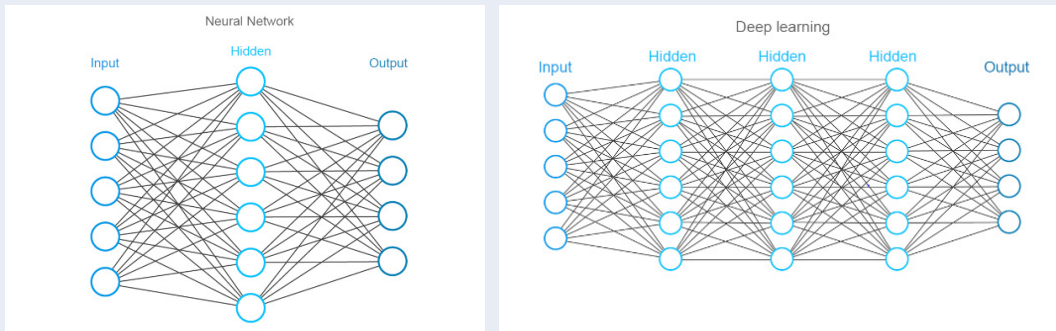 Neural Network
Hidden
Input
Output
Deep learning
Hidden Hidden Hidden
Input
Output